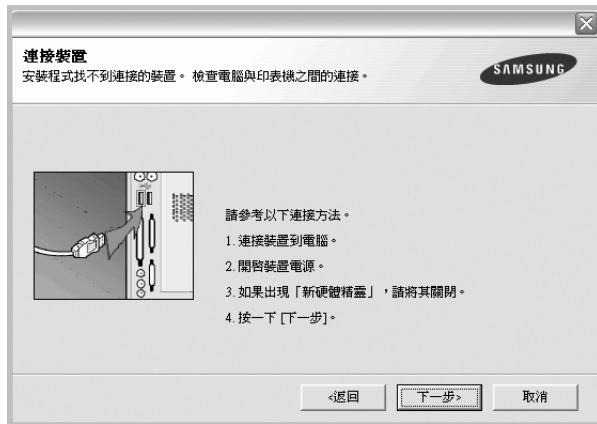 連接裝置
安裝程式找不到連接的裝置。 檢查電腦與印表機之間的連接。
SAMSUNG
請參考以下連接方法。
1. 連接裝置到電腦。
2. 開啓裝置電源。
3. 如果出現「新硬體精靈」,請將其關閉。
4. 按一下 [下一步]。
<返回
下一步>
取消